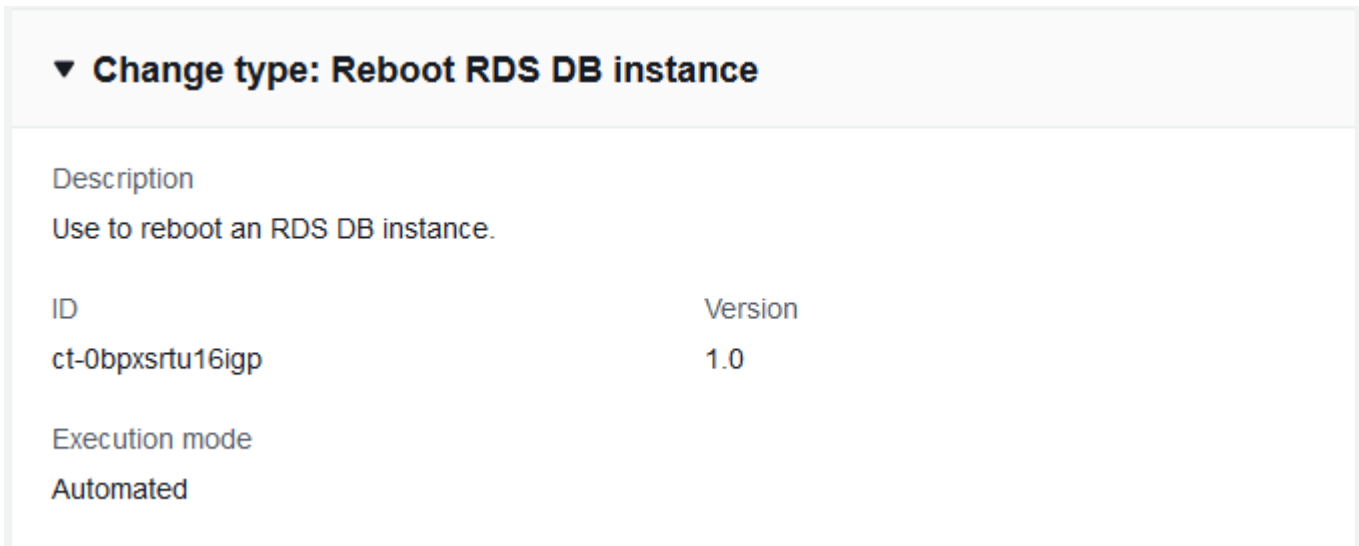 Change type: Reboot RDS DB instance
Description
Use to reboot an RDS DB instance.
ID
Version
ct-0bpxsrtu16igp
1.0
Execution mode
Automated